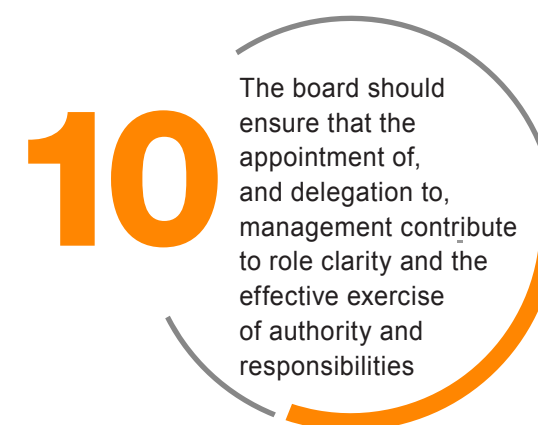 10
The board should
ensure that the
appointment of,
and delegation to,
management contribute
to role clarity and the
effective exercise
of authority and
responsibilities